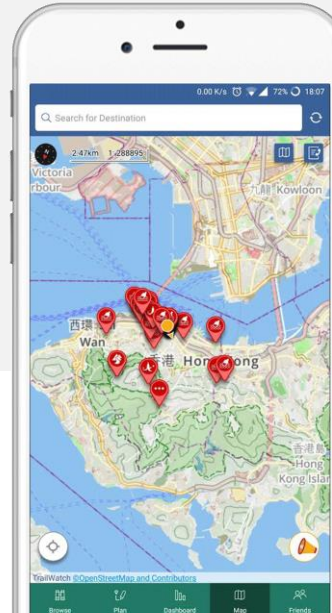 0.00 K/s 72% 18:07
Search for Destination
2.47km 1:288895
Victoria
rbour
九龍 Kowloon
西環
Wan
香港 Hong Kong
香港島
Hong
Kong Islan
TrailWatch ©OpenStreetMap and Contributors
Browse Plan Dashboard Map Friends